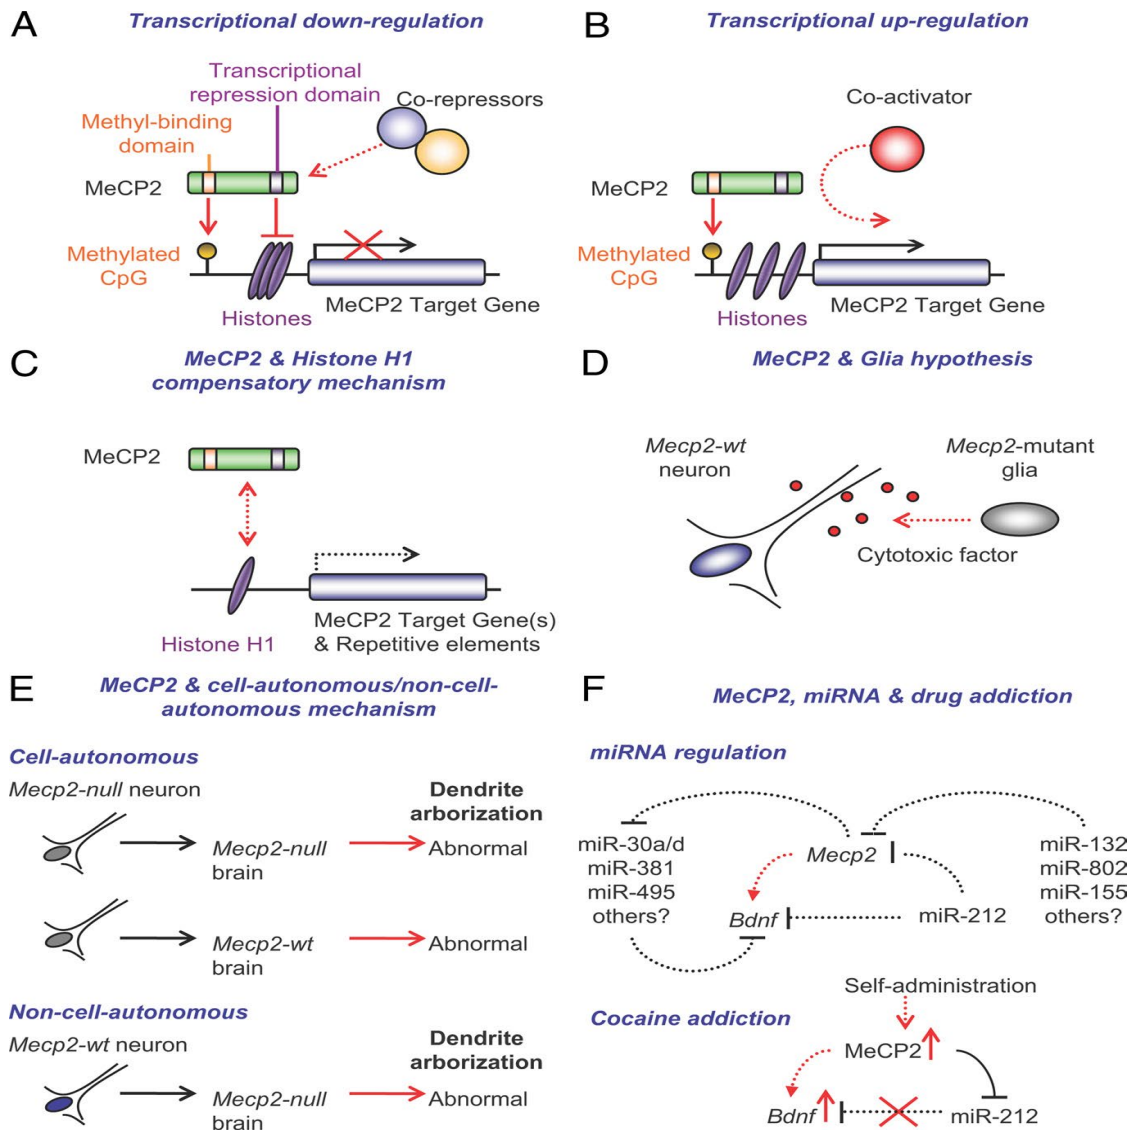 A
Transcriptional down-regulation
Transcriptional
repression domain
Co-repressors
Methyl-binding
domain
MeCP2
Methylated
CpG
Histones
MeCP2 Target Gene
B
Transcriptional up-regulation
Co-activator
MeCP2
Methylated
CpG
Histones
MeCP2 Target Gene
C
MeCP2 & Histone H1
compensatory mechanism
MeCP2
Histone H1
MeCP2 Target Gene(s)
& Repetitive elements
D
MeCP2 & Glia hypothesis
Mecp2-wt
neuron
Mecp2-mutant
glia
Cytotoxic factor
E
MeCP2 & cell-autonomous/non-cell-
autonomous mechanism
Cell-autonomous
Mecp2-null neuron
Dendrite
arborization
Mecp2-null
brain
Abnormal
Mecp2-wt
brain
Abnormal
Non-cell-autonomous
Mecp2-wt neuron
Dendrite
arborization
Mecp2-null
brain
Abnormal
F
MeCP2, miRNA & drug addiction
miRNA regulation
miR-30a/d
miR-381
miR-495
others?
Mecp2
Bdnf
miR-212
miR-132
miR-802
miR-155
others?
Cocaine addiction
Self-administration
MeCP2
Bdnf
miR-212